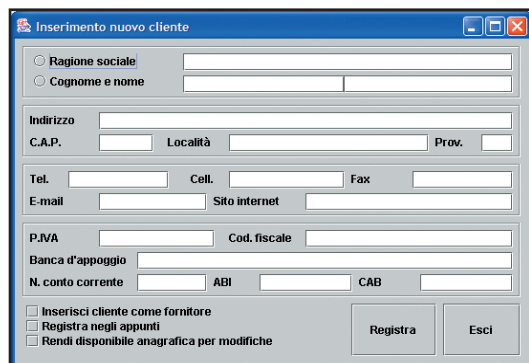 Inserimento nuovo cliente
Ragione sociale
Cognome e nome
Indirizzo
C.A.P. Località Prov.
Tel. Cell. Fax
E-mail Sito internet
P.IVA Cod. fiscale
Banca d'appoggio
N. conto corrente ABI CAB
Inserisci cliente come fornitore
Registra negli appunti
Rendi disponibile anagrafica per modifiche
Registra Esci